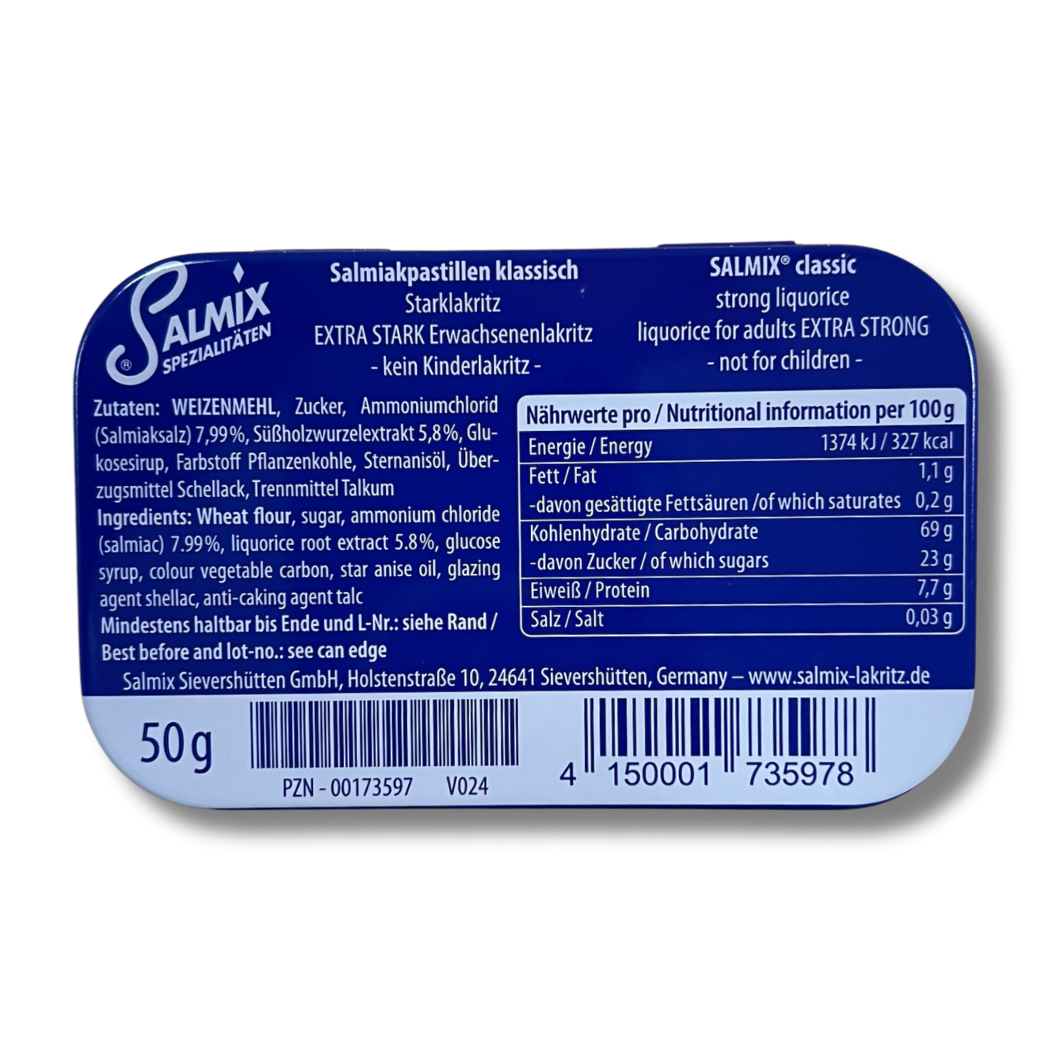 SALMIX
®
SPEZIALITÄTEN
Salmiakpastillen klassisch
Starklakritz
EXTRA STARK Erwachsenenlakritz
- kein Kinderlakritz -
SALMIX® classic
strong liquorice
liquorice for adults EXTRA STRONG
- not for children -
Zutaten: WEIZENMEHL, Zucker, Ammoniumchlorid
(Salmiaksalz) 7,99%, Süßholzwurzelextrakt 5,8%, Glu-
kosesirup, Farbstoff Pflanzenkohle, Sternanisöl, Über-
zugsmittel Schellack, Trennmittel Talkum
Ingredients: Wheat flour, sugar, ammonium chloride
(salmiac) 7.99%, liquorice root extract 5.8%, glucose
syrup, colour vegetable carbon, star anise oil, glazing
agent shellac, anti-caking agent talc
Mindestens haltbar bis Ende und L-Nr.: siehe Rand /
Best before and lot-no.: see can edge
Nährwerte pro / Nutritional information per 100g
Energie / Energy 1374 kJ / 327 kcal
Fett / Fat 1,1 g
-davon gesättigte Fettsäuren /of which saturates 0,2 g
Kohlenhydrate / Carbohydrate 69 g
-davon Zucker / of which sugars 23 g
Eiweiß / Protein 7,7 g
Salz / Salt 0,03 g
Salmix Sievershütten GmbH, Holstenstraße 10, 24641 Sievershütten, Germany – www.salmix-lakritz.de
50 g
PZN - 00173597 V024
4 150001 735978